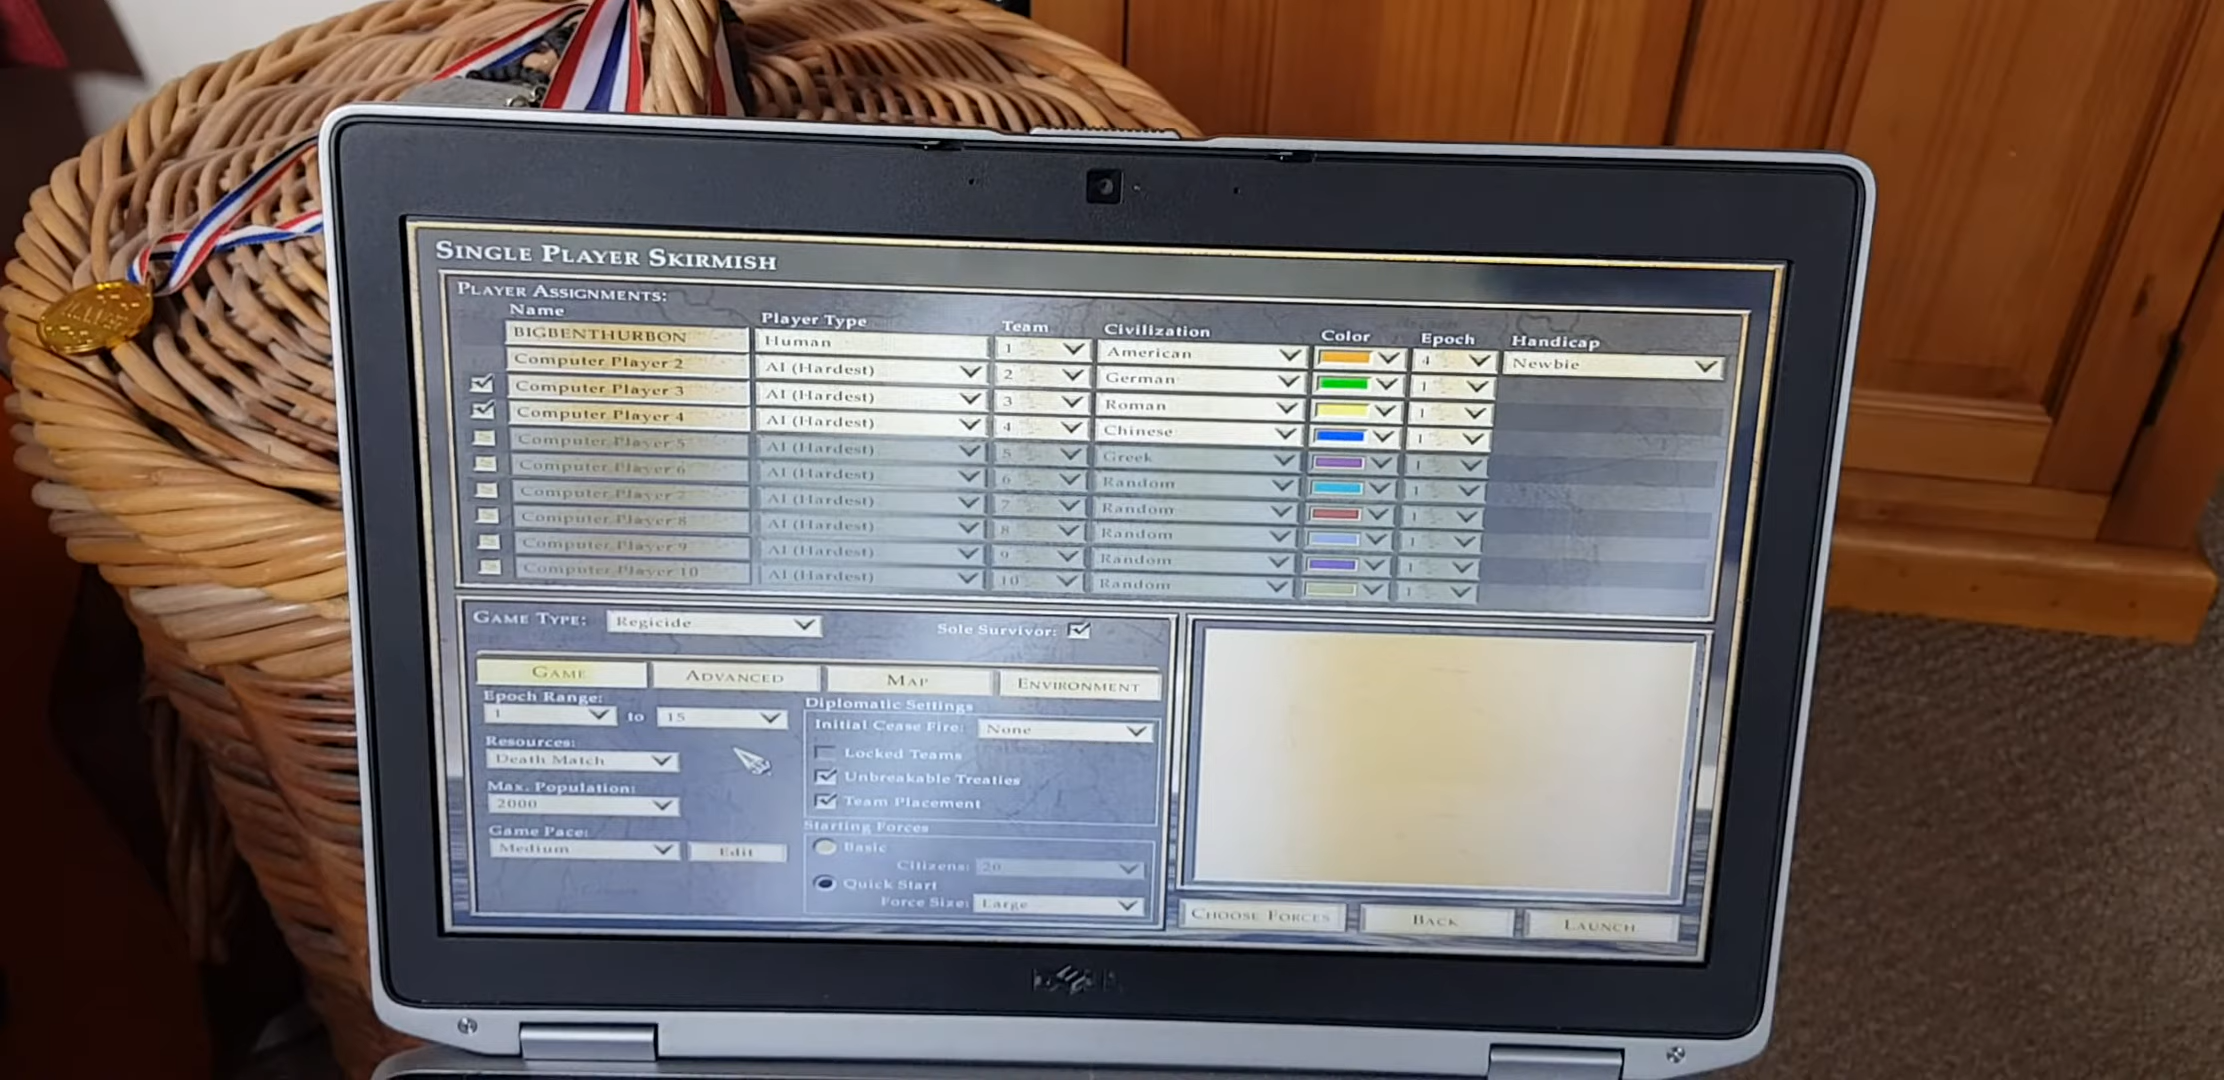 SINGLE PLAYER SKIRMISH
PLAYER ASSIGNMENTS:
Name Player Type Team Civilization Color Epoch Handicap
BIGBENTHURBON Human 1 American 4 Newbie
Computer Player 2 AI (Hardest) 2 German 1
Computer Player 3 AI (Hardest) 3 Roman 1
Computer Player 4 AI (Hardest) 4 Chinese 1
Computer Player 5 AI (Hardest) 5 Greek 1
Computer Player 6 AI (Hardest) 6 Random 1
Computer Player 7 AI (Hardest) 7 Random 1
Computer Player 8 AI (Hardest) 8 Random 1
Computer Player 9 AI (Hardest) 9 Random 1
Computer Player 10 AI (Hardest) 10 Random 1
GAME TYPE: Regicide Sole Survivor:
GAME ADVANCED MAP ENVIRONMENT
Epoch Range:
1 to 15
Resources:
Death Match
Max. Population:
2000
Game Pace:
Medium Edit
Diplomatic Settings
Initial Cease Fire: None
Locked Teams
Unbreakable Treaties
Team Placement
Starting Forces
Basic
Citizens: 20
Quick Start
Force Size: Large
CHOOSE FORCES BACK LAUNCH
DELL